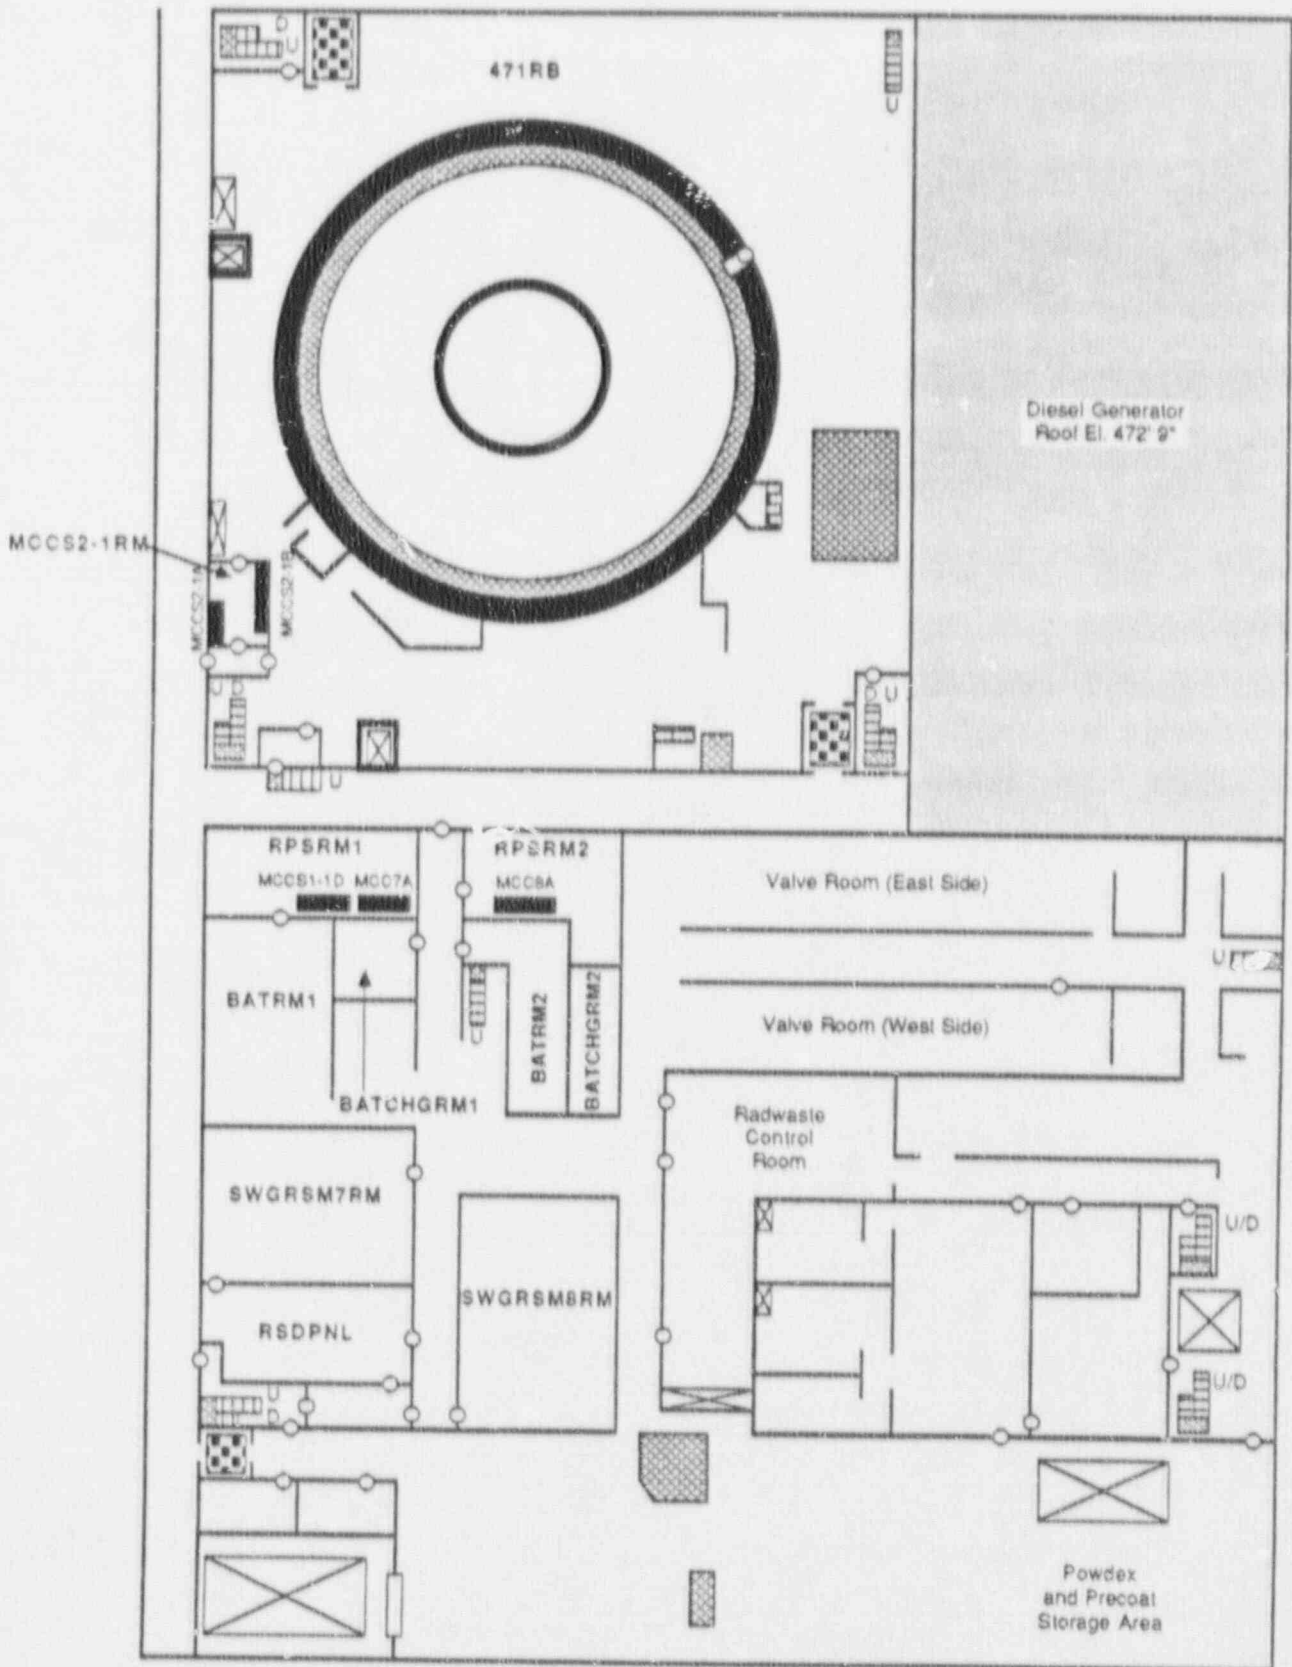 D
U
471RB
U
Diesel Generator
Roof El. 472' 9"
MCCS2-1RM
MCCS2-1B
U D
D U
U
RPSRM1
RPSRM2
MCCS1-1D MCC7A
MCC8A
Valve Room (East Side)
U
BATRM1
BATRM2
BATCHGRM2
U
Valve Room (West Side)
BATCHGRM1
Radwaste
Control
Room
SWGRSM7RM
U/D
SWGRSM8RM
RSDPNL
U/D
U
D
Powdex
and Precoat
Storage Area